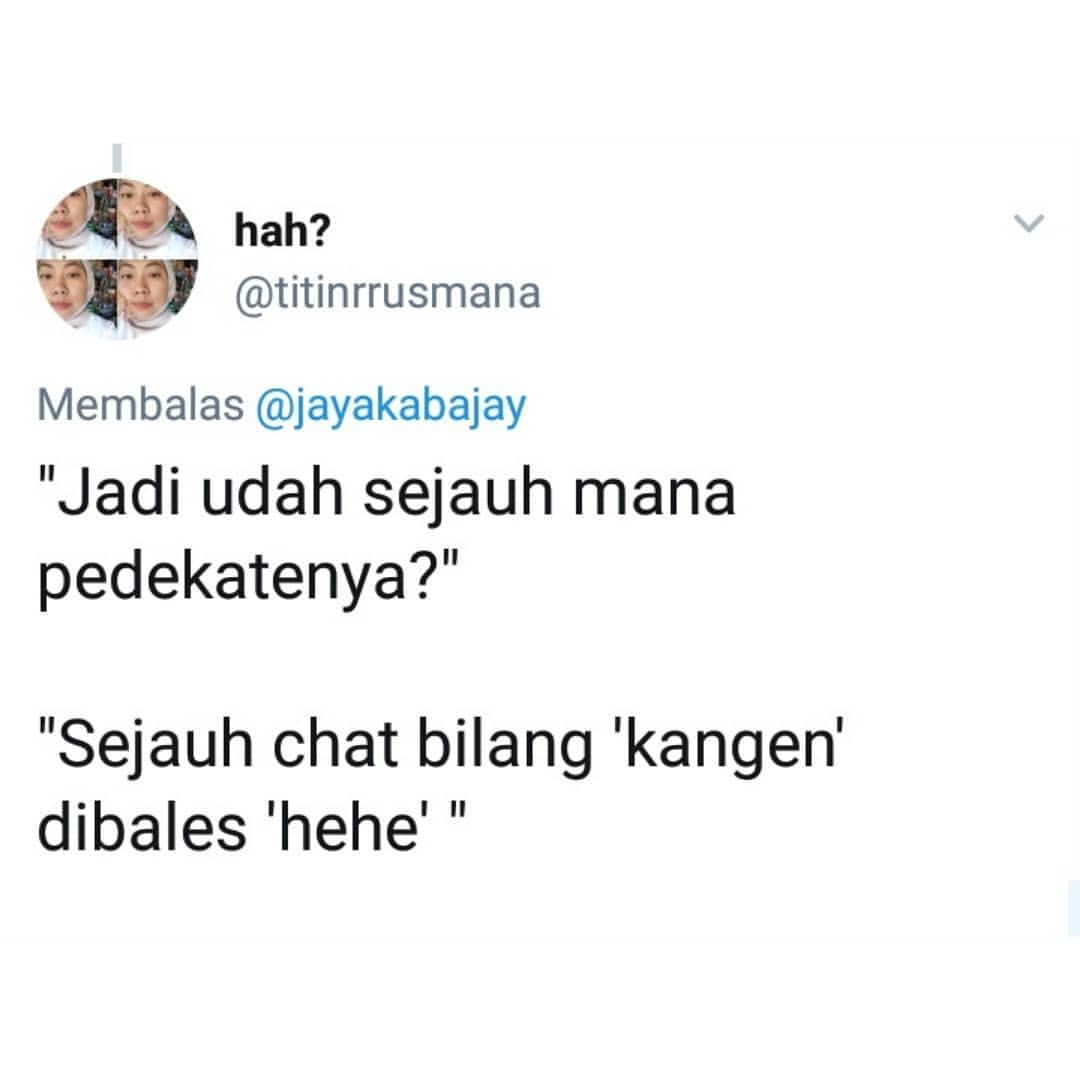 hah?
@titinrrusmana
Membalas @jayakabajay
"Jadi udah sejauh mana
pedekatenya?"
"Sejauh chat bilang 'kangen'
dibales 'hehe' "